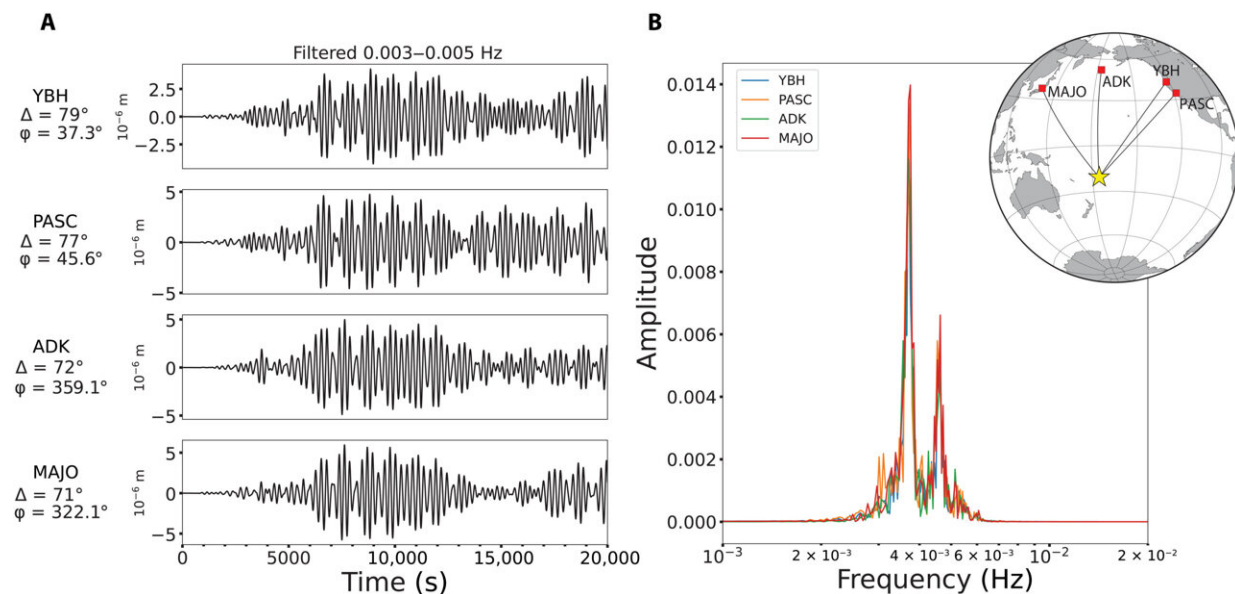 A
Filtered 0.003–0.005 Hz
YBH
Δ = 79°
φ = 37.3°
10⁻⁶ m
2.5
0.0
−2.5
PASC
Δ = 77°
φ = 45.6°
10⁻⁶ m
5
0
−5
ADK
Δ = 72°
φ = 359.1°
10⁻⁶ m
5
0
−5
MAJO
Δ = 71°
φ = 322.1°
10⁻⁶ m
5
0
−5
0
5000
10,000
15,000
20,000
Time (s)
B
YBH
PASC
ADK
MAJO
0.014
0.012
0.010
0.008
0.006
0.004
0.002
0.000
Amplitude
10⁻³
2 × 10⁻³
4 × 10⁻³
6 × 10⁻³
10⁻²
2 × 10⁻²
Frequency (Hz)
MAJO
ADK
YBH
PASC